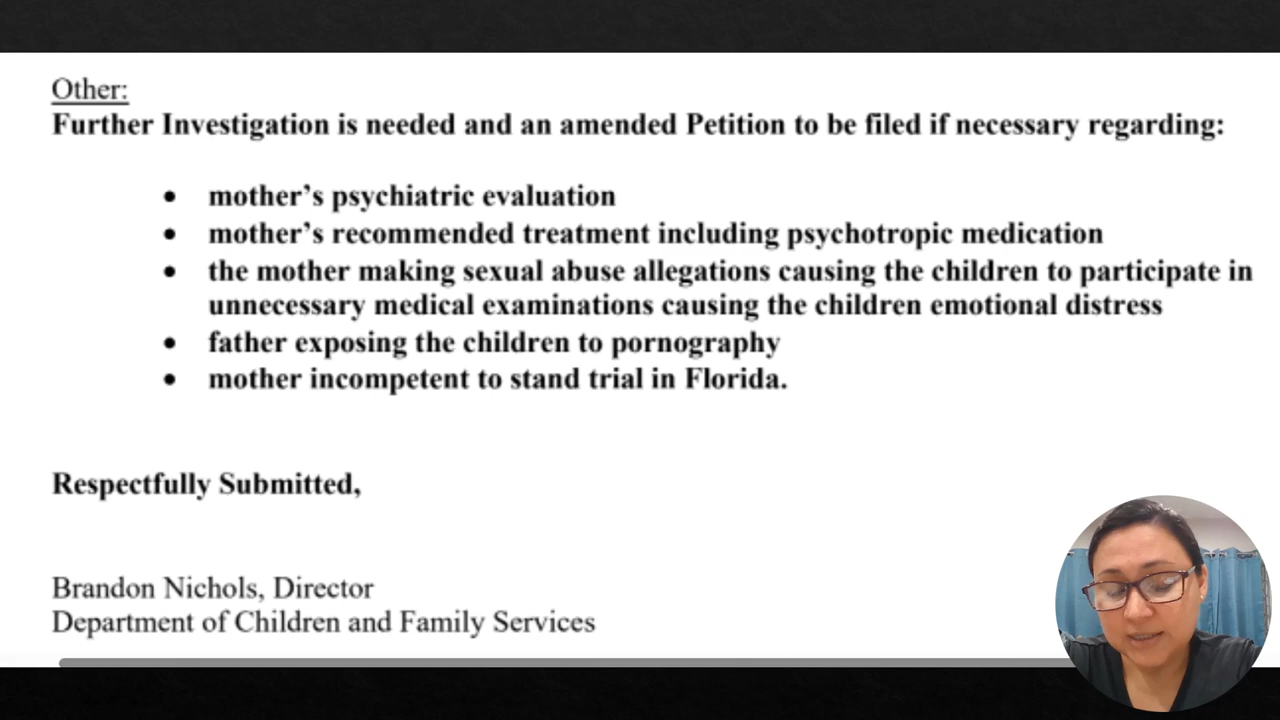 Other:
Further Investigation is needed and an amended Petition to be filed if necessary regarding:
• mother’s psychiatric evaluation
• mother’s recommended treatment including psychotropic medication
• the mother making sexual abuse allegations causing the children to participate in
unnecessary medical examinations causing the children emotional distress
• father exposing the children to pornography
• mother incompetent to stand trial in Florida.
Respectfully Submitted,
Brandon Nichols, Director
Department of Children and Family Services